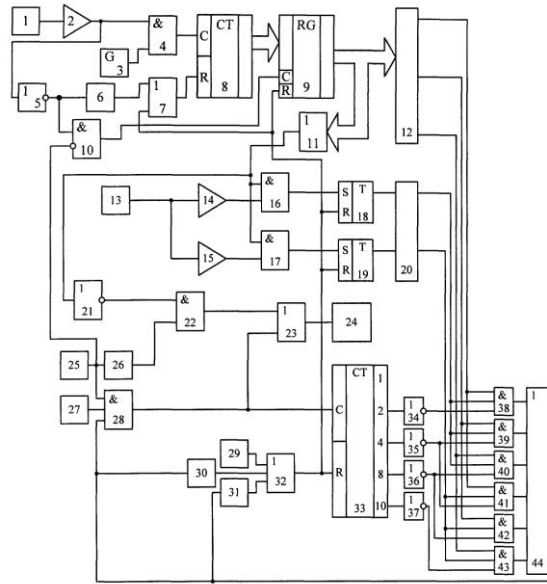 1 2 & 4 CT C R 8 RG C R 9 12
G 3
1 5 6 1 7
& 10 1 11
13 14 & 16 S T R 18
15 & 17 S T R 19 20
1 21 & 22 1 23 24
25 26
27 & 28 CT 1 C 2 4 R 8 10 33
1 34 1 35 1 36 1 37
29 30 31 1 32
& 38
& 39
& 40
& 41
& 42
& 43
1 44